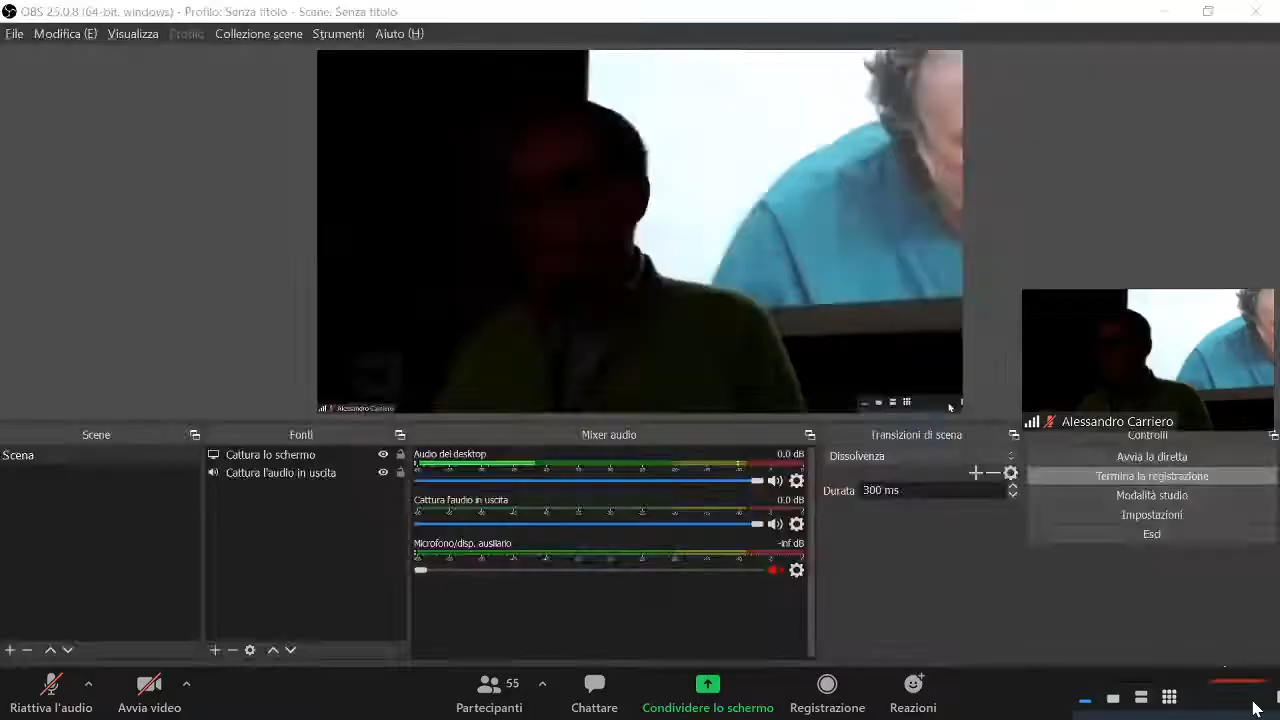 OBS 25.0.8 (64-bit, windows) - Profilo: Senza titolo - Scene: Senza titolo
File Modifica (E) Visualizza Profilo Collezione scene Strumenti Aiuto (H)
Alessandro Carriero
Alessandro Carriero
Scene Fonti Mixer audio Transizioni di scena Controlli
Scena
Cattura lo schermo
Cattura l'audio in uscita
Audio del desktop 0.0 dB
Cattura l'audio in uscita 0.0 dB
Microfono/disp. ausiliario -inf dB
Dissolvenza
Durata 300 ms
Avvia la diretta
Termina la registrazione
Modalità studio
Impostazioni
Esci
Riattiva l'audio Avvia video Partecipanti 55 Chattare Condividere lo schermo Registrazione Reazioni